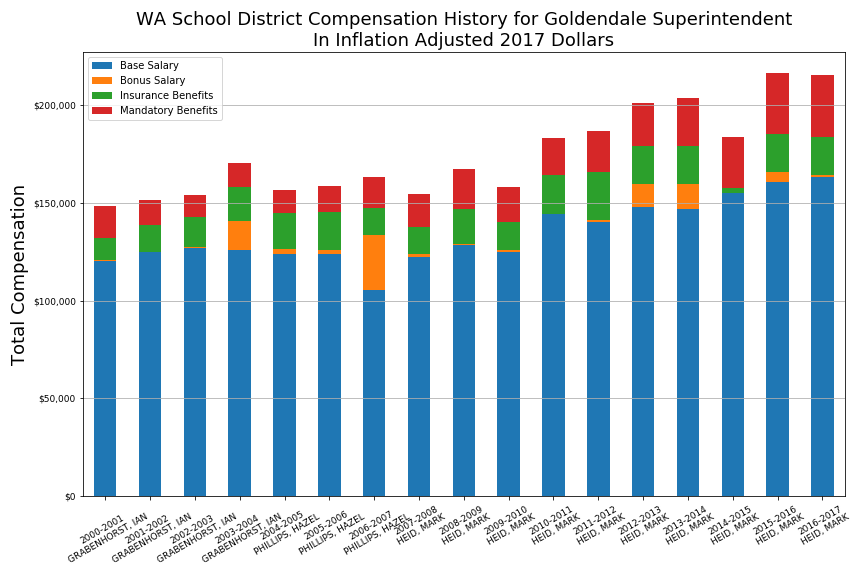 WA School District Compensation History for Goldendale Superintendent
In Inflation Adjusted 2017 Dollars
Base Salary
Bonus Salary
Insurance Benefits
Mandatory Benefits
Total Compensation
$200,000
$150,000
$100,000
$50,000
$0
2000-2001
GRABENHORST, IAN
2001-2002
GRABENHORST, IAN
2002-2003
GRABENHORST, IAN
2003-2004
GRABENHORST, IAN
2004-2005
PHILLIPS, HAZEL
2005-2006
PHILLIPS, HAZEL
2006-2007
PHILLIPS, HAZEL
2007-2008
HEID, MARK
2008-2009
HEID, MARK
2009-2010
HEID, MARK
2010-2011
HEID, MARK
2011-2012
HEID, MARK
2012-2013
HEID, MARK
2013-2014
HEID, MARK
2014-2015
HEID, MARK
2015-2016
HEID, MARK
2016-2017
HEID, MARK